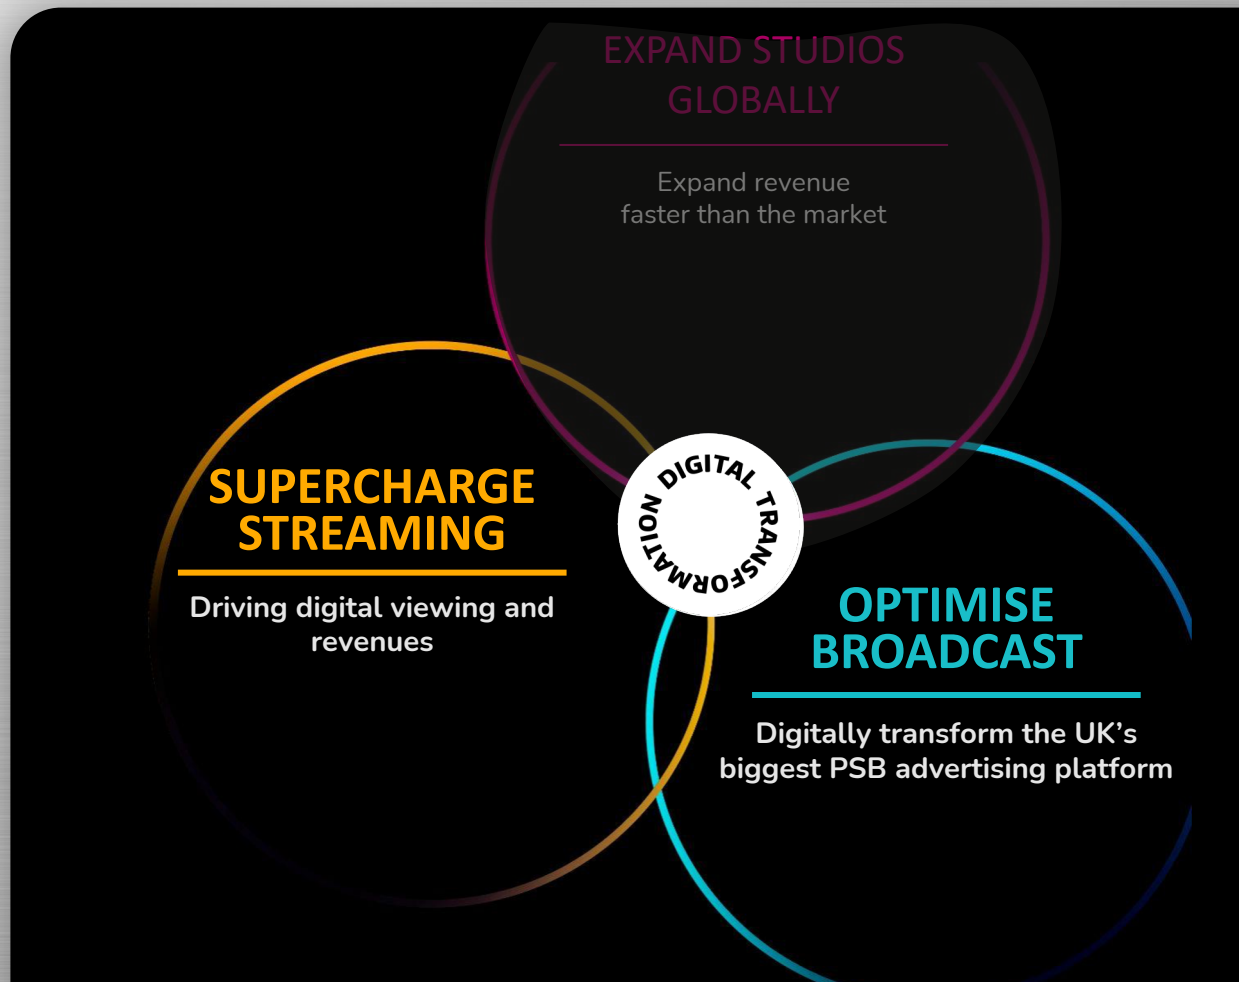 EXPAND STUDIOS
GLOBALLY
Expand revenue
faster than the market
DIGITAL TRANSFORMATION
SUPERCHARGE
STREAMING
Driving digital viewing and
revenues
OPTIMISE
BROADCAST
Digitally transform the UK’s
biggest PSB advertising platform